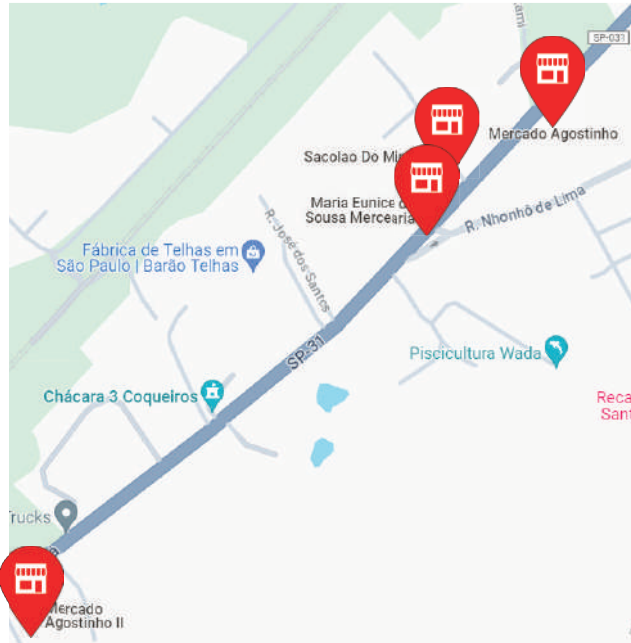 SP-031
Mercado Agostinho
Sacolao Do
Maria Eunice
Sousa Mercearia
R. Nhonhô de Lima
R. José dos Santos
Fábrica de Telhas em
São Paulo | Barão Telhas
SP-31
Piscicultura Wada
Chácara 3 Coqueiros
Trucks
Mercado
Agostinho II